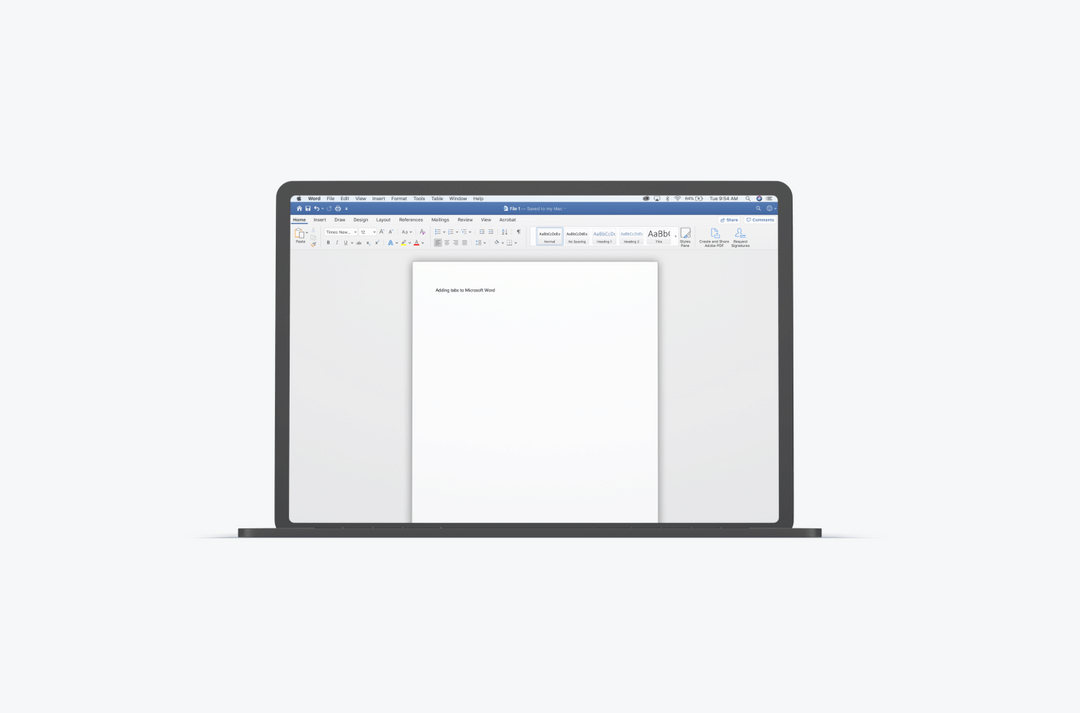 Word File Edit View Insert Format Tools Table Window Help Tue 9:54 AM
File 1 — Saved to my Mac
Home Insert Draw Design Layout References Mailings Review View Acrobat Share Comments
Paste Times New... 12 AaBbCcDdEe AaBbCcDdEe AaBbCcDc AaBbCcDdEe AaBb(
Normal No Spacing Heading 1 Heading 2 Title Styles Pane Create and Share Adobe PDF Request Signatures
Adding tabs to Microsoft Word